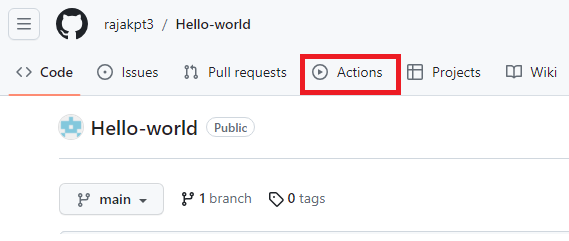 rajakpt3 / Hello-world
Code Issues Pull requests Actions Projects Wiki
Hello-world Public
main 1 branch 0 tags